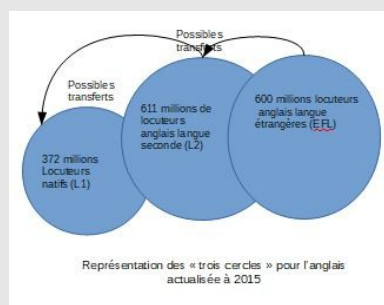 Possibles
transferts
Possibles
transferts
611 millions de
locuteurs
anglais langue
seconde (L2)
600 millions locuteurs
anglais langue
étrangères (EFL)
372 millions
Locuteurs
natifs (L1)
Représentation des « trois cercles » pour l'anglais
actualisée à 2015